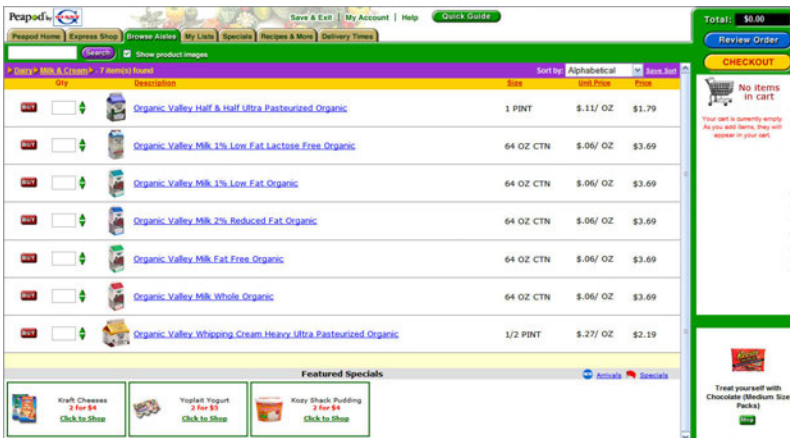 Peapod by
Save & Exit | My Account | Help
Quick Guide
Peapod Home
Express Shop
Browse Aisles
My Lists
Specials
Recipes & More
Delivery Times
Search
Show product images
Dairy
Milk & Cream
- 7 item(s) found
Sort by: Alphabetical
Save Sort
Qty Description Size Unit Price Price
BUY Organic Valley Half & Half Ultra Pasteurized Organic 1 PINT $.11/ OZ $1.79
BUY Organic Valley Milk 1% Low Fat Lactose Free Organic 64 OZ CTN $.06/ OZ $3.69
BUY Organic Valley Milk 1% Low Fat Organic 64 OZ CTN $.06/ OZ $3.69
BUY Organic Valley Milk 2% Reduced Fat Organic 64 OZ CTN $.06/ OZ $3.69
BUY Organic Valley Milk Fat Free Organic 64 OZ CTN $.06/ OZ $3.69
BUY Organic Valley Milk Whole Organic 64 OZ CTN $.06/ OZ $3.69
BUY Organic Valley Whipping Cream Heavy Ultra Pasteurized Organic 1/2 PINT $.27/ OZ $2.19
Featured Specials
Arrivals
Specials
Kraft Cheeses
2 for $4
Click to Shop
Yoplait Yogurt
2 for $5
Click to Shop
Kozy Shack Pudding
2 for $4
Click to Shop
Total: $0.00
Review Order
CHECKOUT
No items
in cart
Your cart is currently empty.
As you add items, they will
appear in your cart.
Treat yourself with
Chocolate (Medium Size
Packs)
Shop